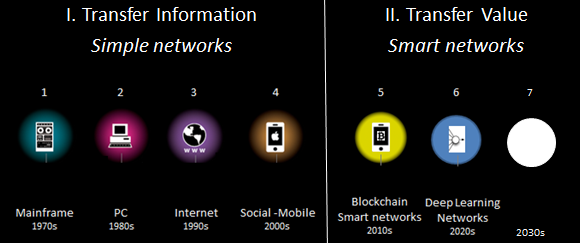 I. Transfer Information
Simple networks
II. Transfer Value
Smart networks
1
2
3
4
5
6
7
WWW
B
Mainframe
1970s
PC
1980s
Internet
1990s
Social -Mobile
2000s
Blockchain
Smart networks
2010s
Deep Learning
Networks
2020s
2030s